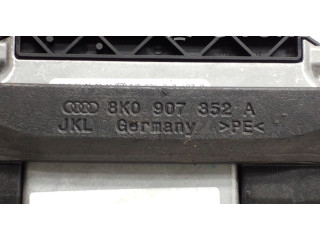 8K0 907 352 A
JKL Germany >PE<